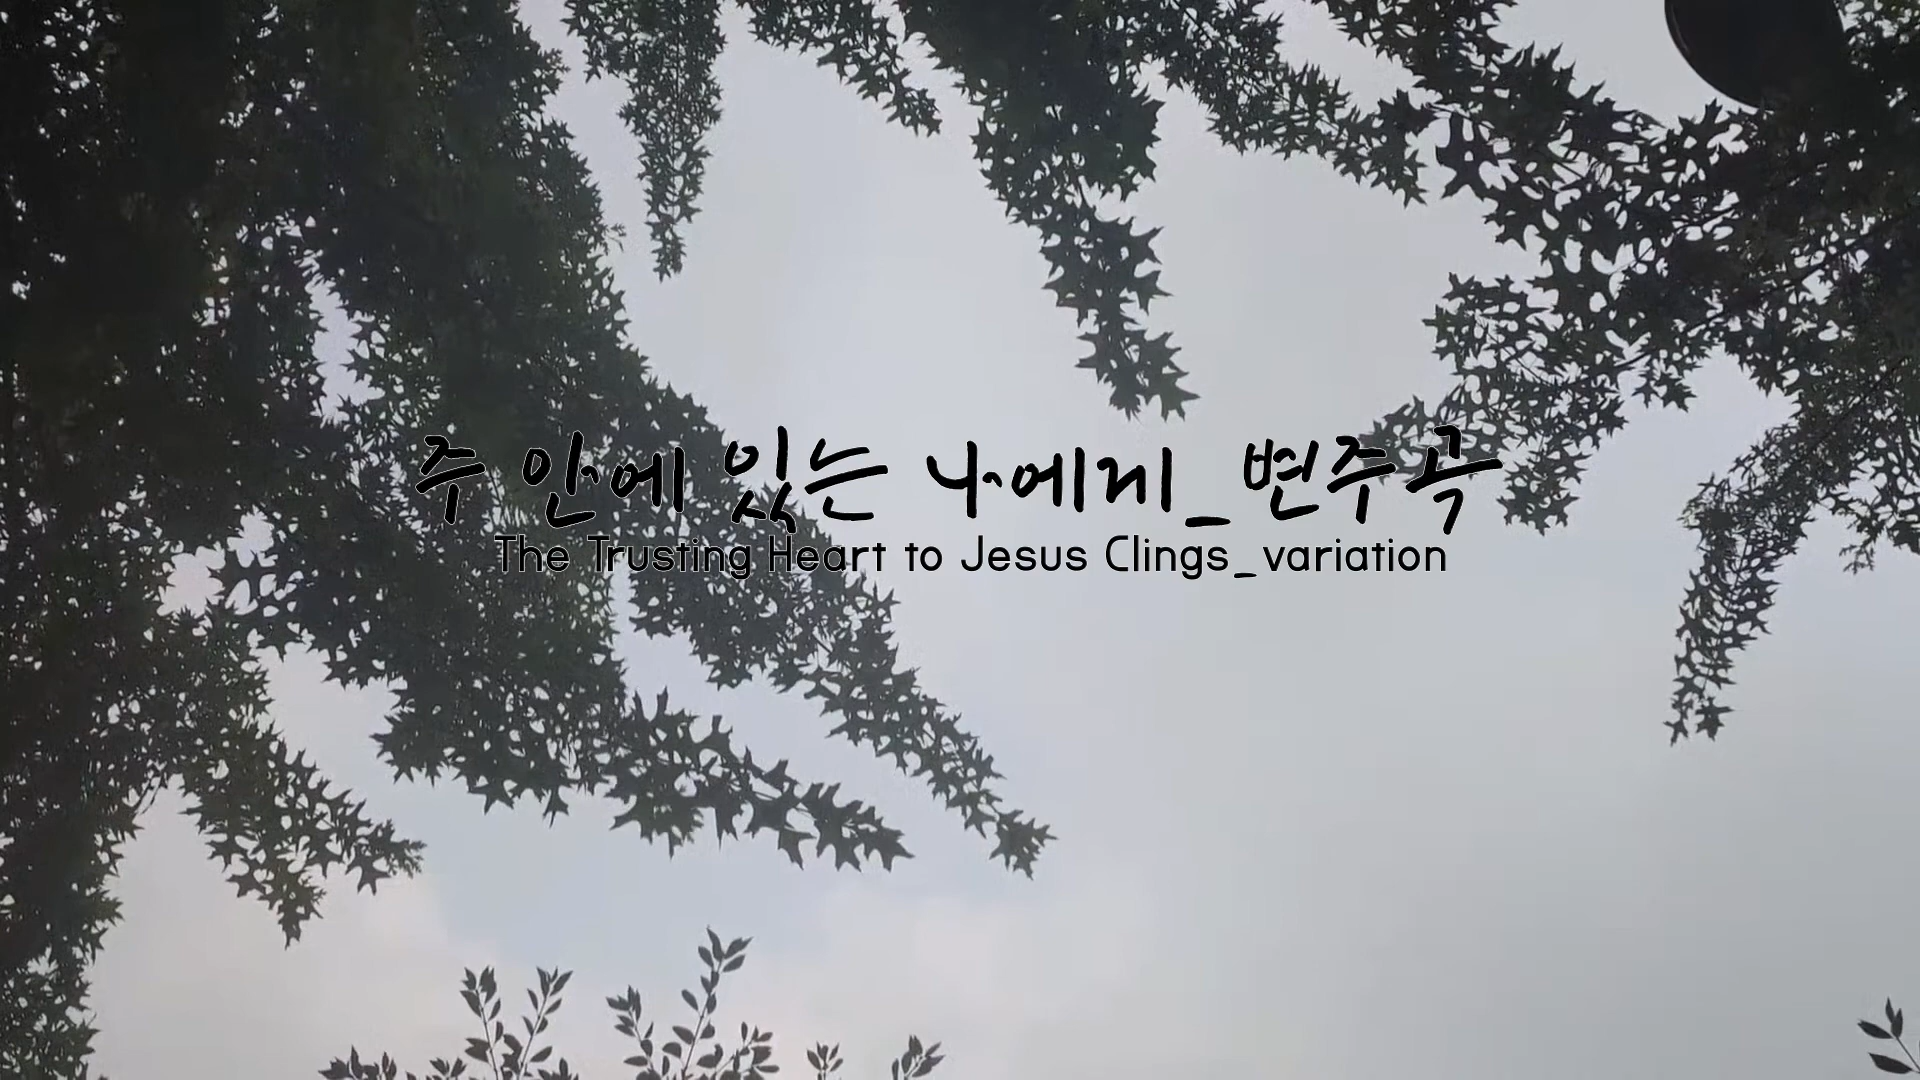 주 안에 있는 나에게_변주곡
The Trusting Heart to Jesus Clings_variation